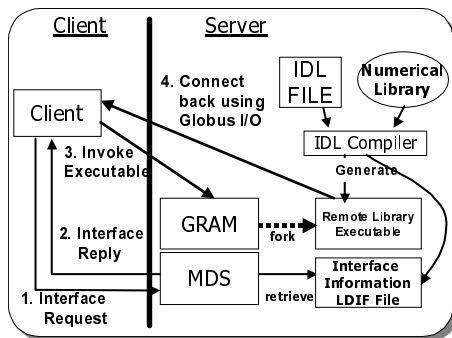 Client
Server
4. Connect
back using
Globus I/O
IDL
FILE
Numerical
Library
Client
IDL Compiler
3. Invoke
Executable
Generate
GRAM
fork
Remote Library
Executable
2. Interface
Reply
MDS
retrieve
Interface
Information
LDIF File
1. Interface
Request